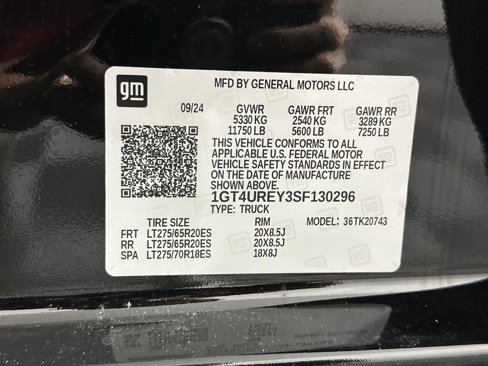 gm
MFD BY GENERAL MOTORS LLC
09/24 GVWR GAWR FRT GAWR RR
5330 KG 2540 KG 3289 KG
11750 LB 5600 LB 7250 LB
THIS VEHICLE CONFORMS TO ALL
APPLICABLE U.S. FEDERAL MOTOR
VEHICLE SAFETY STANDARDS IN EFFECT
ON THE DATE OF MANUFACTURE
1GT4UREY3SF130296
TYPE: TRUCK MODEL: 36TK20743
TIRE SIZE RIM
FRT LT275/65R20ES 20X8.5J
RR LT275/65R20ES 20X8.5J
SPA LT275/70R18ES 18X8J